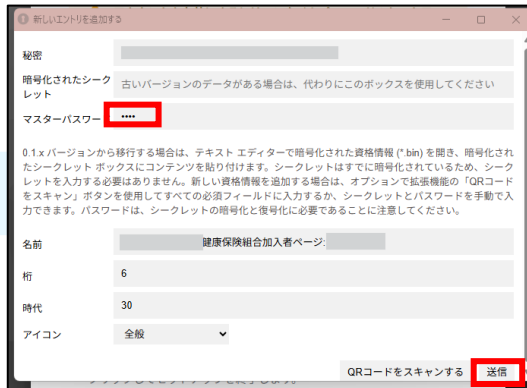 新しいエントリを追加する
秘密
暗号化されたシーク
レット
古いバージョンのデータがある場合は、代わりにこのボックスを使用してください
マスターパスワー
••••
0.1.x バージョンから移行する場合は、テキスト エディターで暗号化された資格情報 (*.bin) を開き、暗号化され
たシークレット ボックスにコンテンツを貼り付けます。シークレットはすでに暗号化されているため、シーク
レットを入力する必要はありません。新しい資格情報を追加する場合は、オプションで拡張機能の「QRコード
をスキャン」ボタンを使用してすべての必須フィールドに入力するか、シークレットとパスワードを手動で入
力できます。パスワードは、シークレットの暗号化と復号化に必要であることに注意してください。
名前
健康保険組合加入者ページ:
桁
6
時代
30
アイコン
全般
QRコードをスキャンする
送信